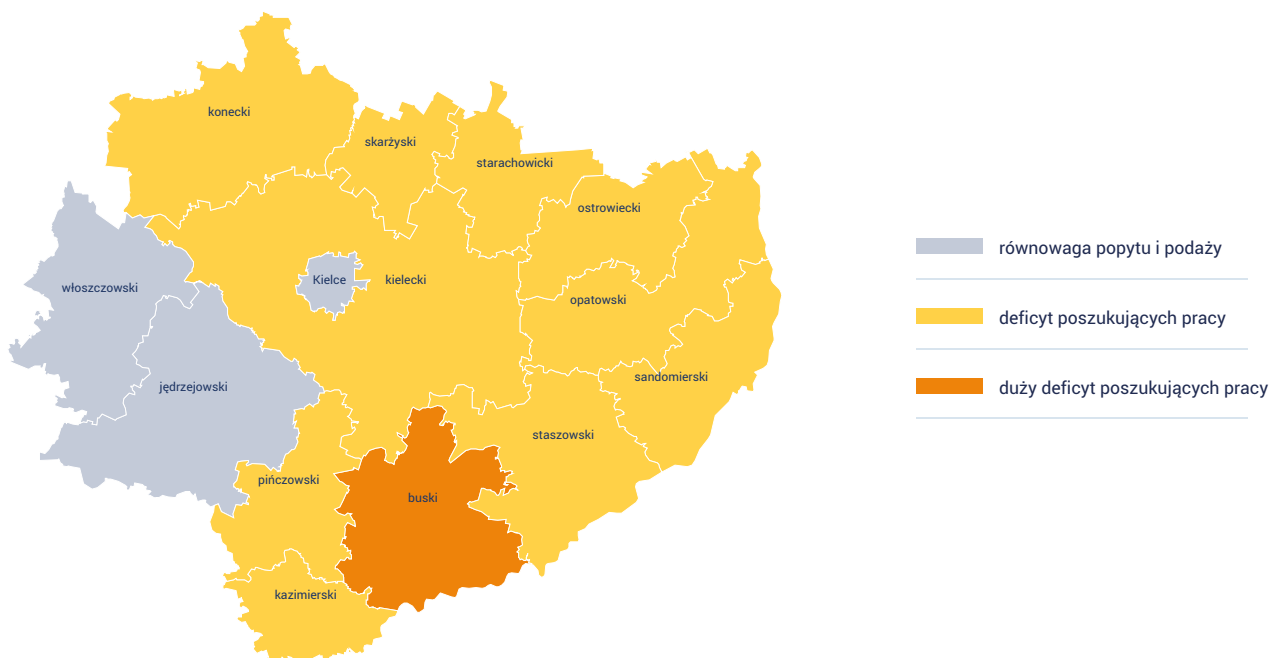 konecki
skarżyski
starachowicki
ostrowiecki
równowaga popytu i podaży
Kielce
kielecki
włoszczowski
opatowski
deficyt poszukujących pracy
sandomierski
jędrzejowski
duży deficyt poszukujących pracy
staszowski
pińczowski
buski
kazimierski